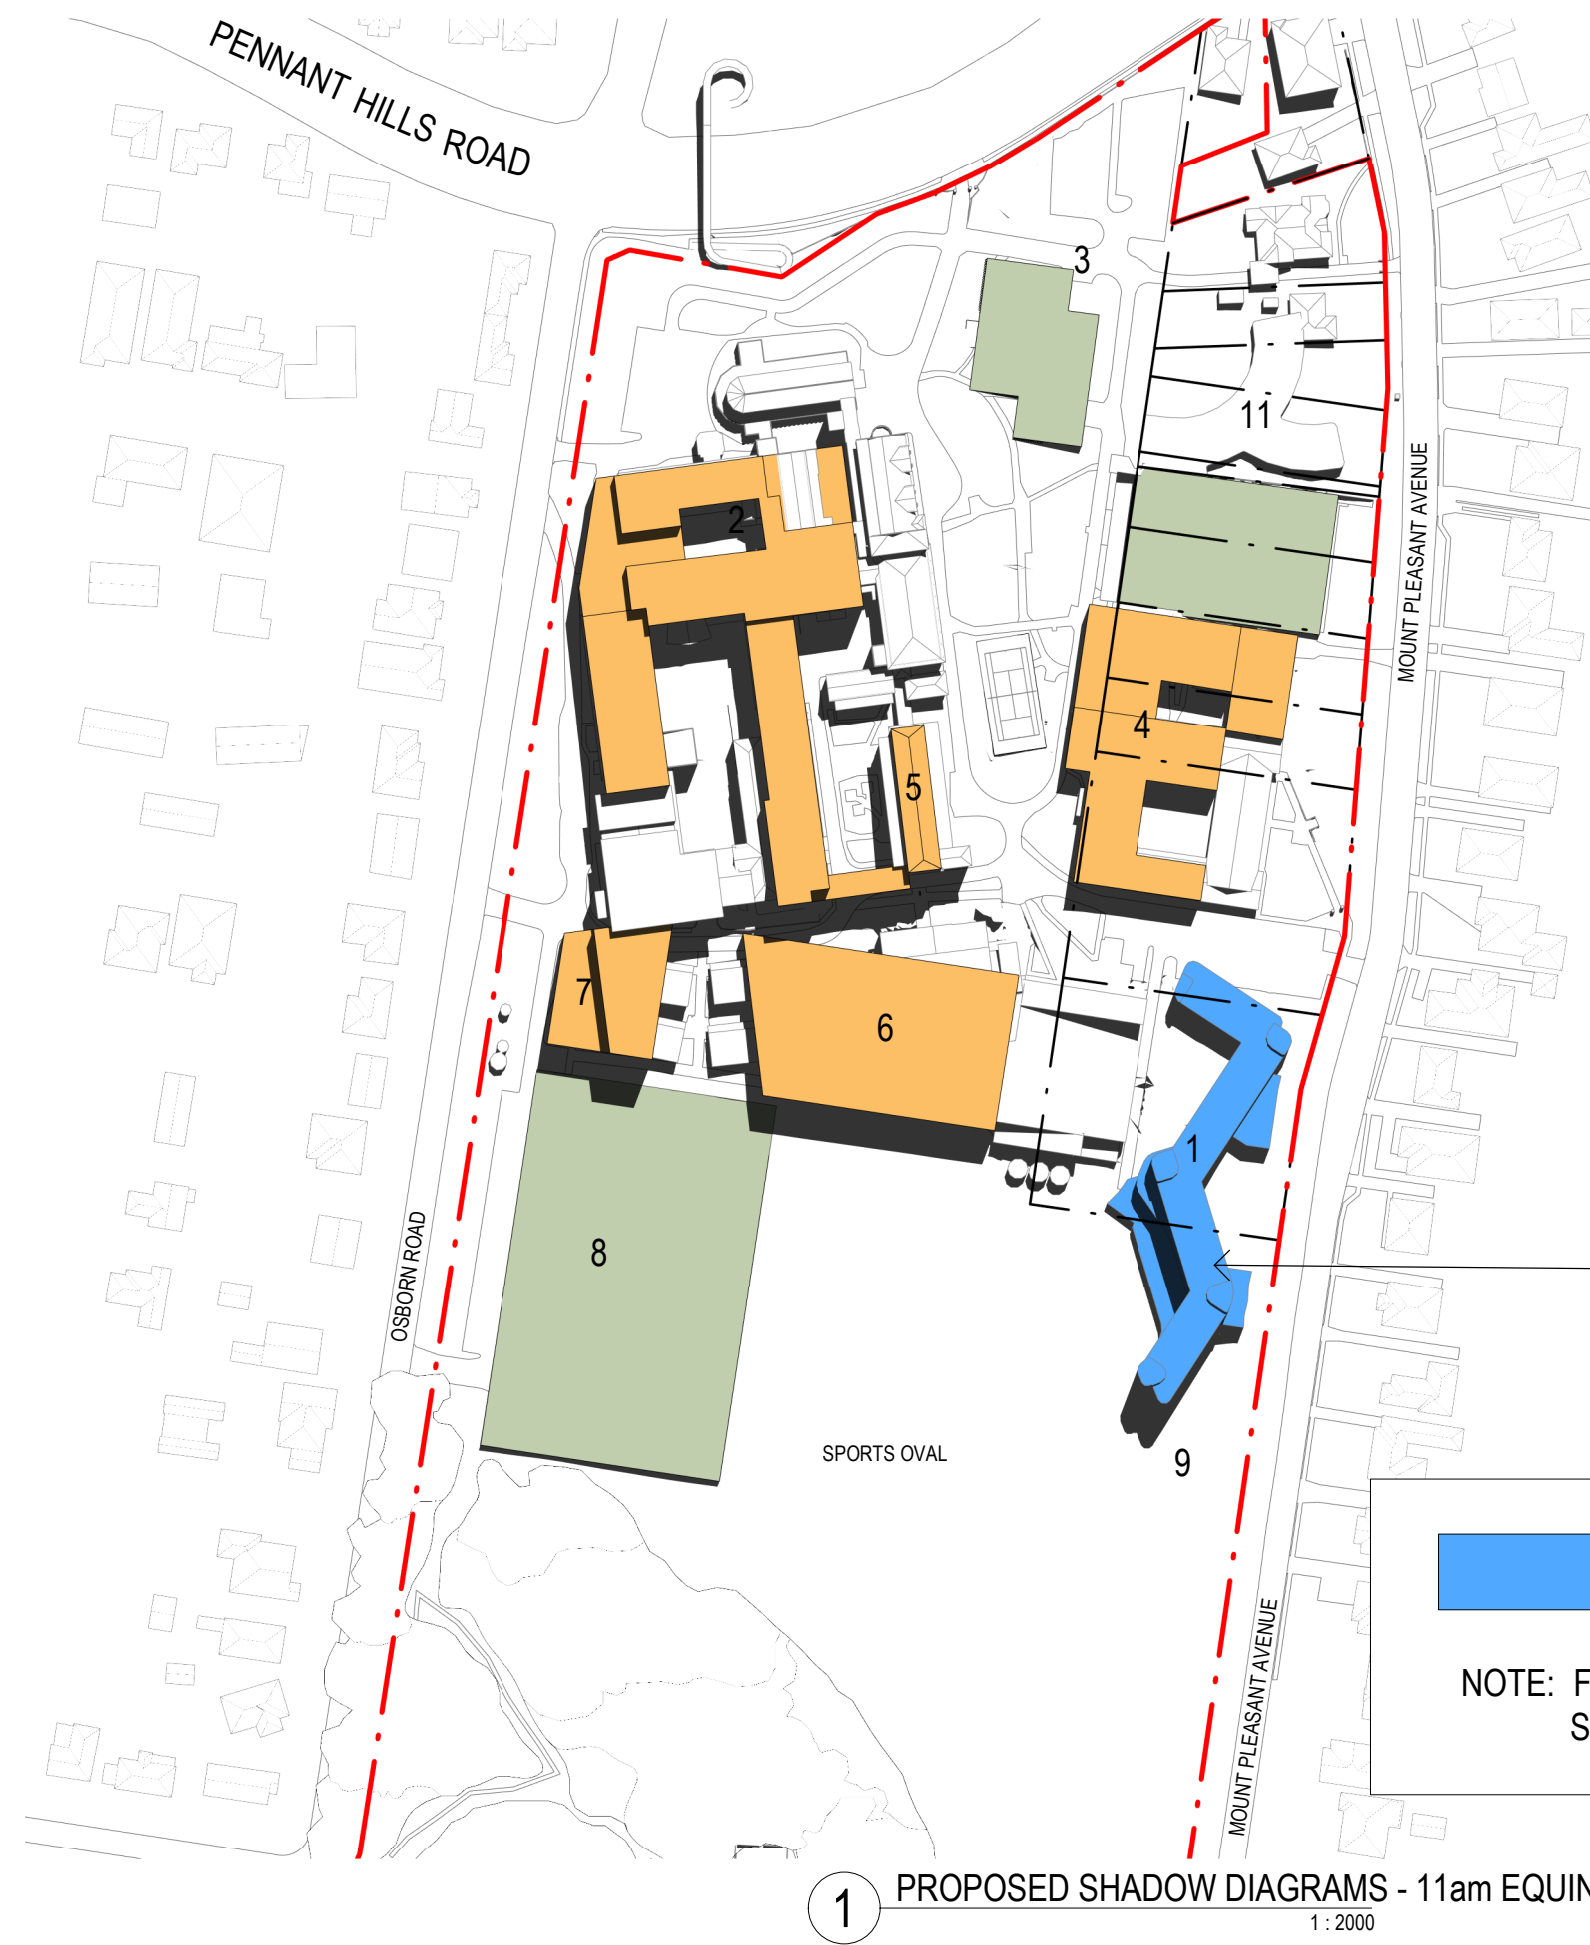 PENNANT HILLS ROAD
3
11
2
MOUNT PLEASANT AVENUE
4
5
7
6
1
8
OSBORN ROAD
SPORTS OVAL
9
NOTE: F
S
MOUNT PLEASANT AVENUE
1
PROPOSED SHADOW DIAGRAMS - 11am EQUIN
1 : 2000